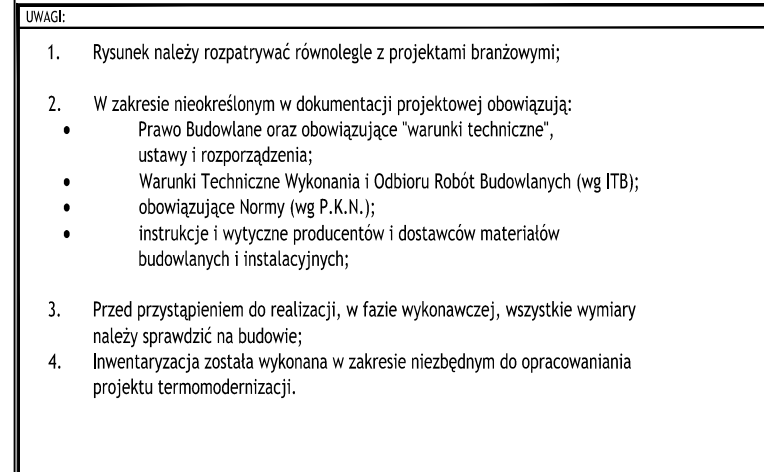 UWAGI:
1. Rysunek należy rozpatrywać równolegle z projektami branżowymi;
2. W zakresie nieokreślonym w dokumentacji projektowej obowiązują:
• Prawo Budowlane oraz obowiązujące "warunki techniczne",
ustawy i rozporządzenia;
• Warunki Techniczne Wykonania i Odbioru Robót Budowlanych (wg ITB);
• obowiązujące Normy (wg P.K.N.);
• instrukcje i wytyczne producentów i dostawców materiałów
budowlanych i instalacyjnych;
3. Przed przystąpieniem do realizacji, w fazie wykonawczej, wszystkie wymiary
należy sprawdzić na budowie;
4. Inwentaryzacja została wykonana w zakresie niezbędnym do opracowaniania
projektu termomodernizacji.